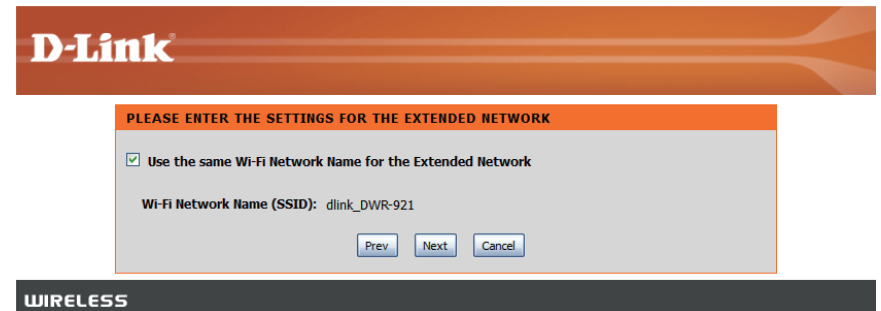 D-Link
PLEASE ENTER THE SETTINGS FOR THE EXTENDED NETWORK
Use the same Wi-Fi Network Name for the Extended Network
Wi-Fi Network Name (SSID): dlink_DWR-921
Prev Next Cancel
WIRELESS